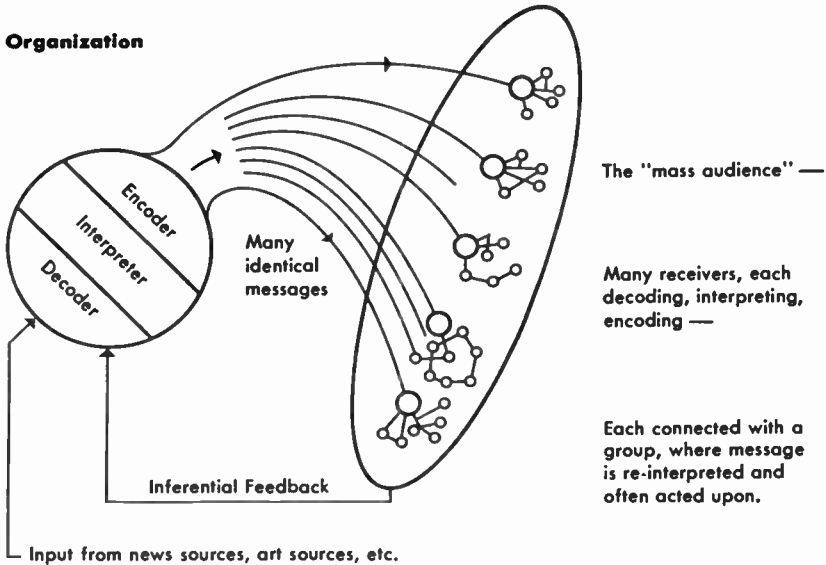 Organization
Encoder
Interpreter
Decoder
Many
identical
messages
The "mass audience" —
Many receivers, each
decoding, interpreting,
encoding —
Each connected with a
group, where message
is re-interpreted and
often acted upon.
Inferential Feedback
Input from news sources, art sources, etc.